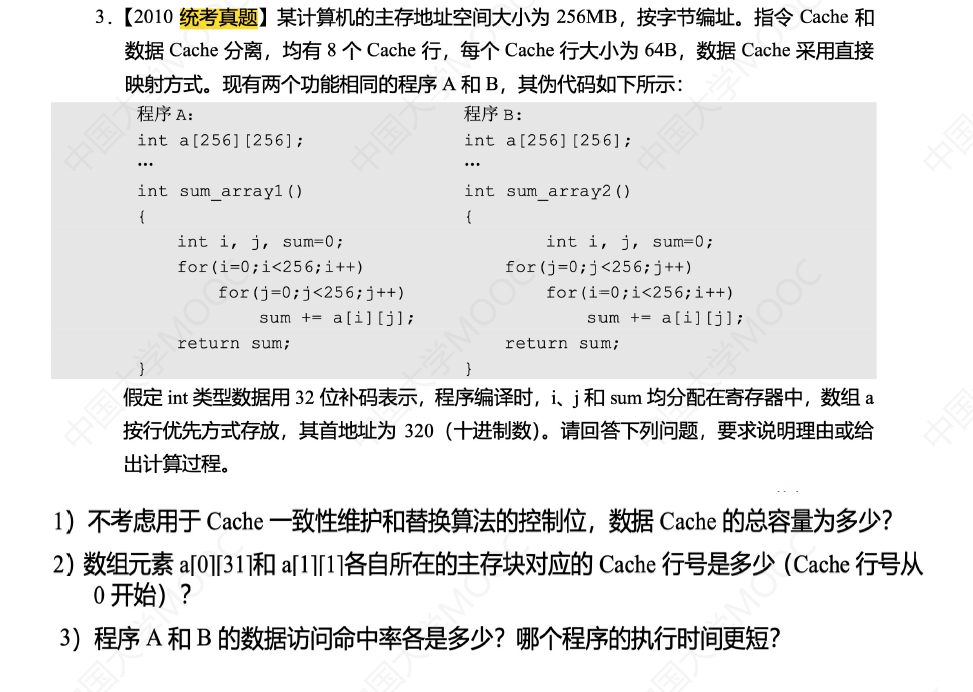 3.【2010 统考真题】某计算机的主存地址空间大小为 256MB，按字节编址。指令 Cache 和
数据 Cache 分离，均有 8 个 Cache 行，每个 Cache 行大小为 64B，数据 Cache 采用直接
映射方式。现有两个功能相同的程序 A 和 B，其伪代码如下所示：
程序 A: 程序 B:
int a[256][256]; int a[256][256];
… …
int sum_array1() int sum_array2()
{ {
int i, j, sum=0; int i, j, sum=0;
for(i=0;i<256;i++) for(j=0;j<256;j++)
for(j=0;j<256;j++) for(i=0;i<256;i++)
sum += a[i][j]; sum += a[i][j];
return sum; return sum;
} }
假定 int 类型数据用 32 位补码表示，程序编译时，i、j 和 sum 均分配在寄存器中，数组 a
按行优先方式存放，其首地址为 320（十进制数）。请回答下列问题，要求说明理由或给
出计算过程。
1）不考虑用于 Cache 一致性维护和替换算法的控制位，数据 Cache 的总容量为多少？
2）数组元素 a[0][31]和 a[1][1]各自所在的主存块对应的 Cache 行号是多少（Cache 行号从
0 开始）？
3）程序 A 和 B 的数据访问命中率各是多少？哪个程序的执行时间更短？
中国大学MOOC